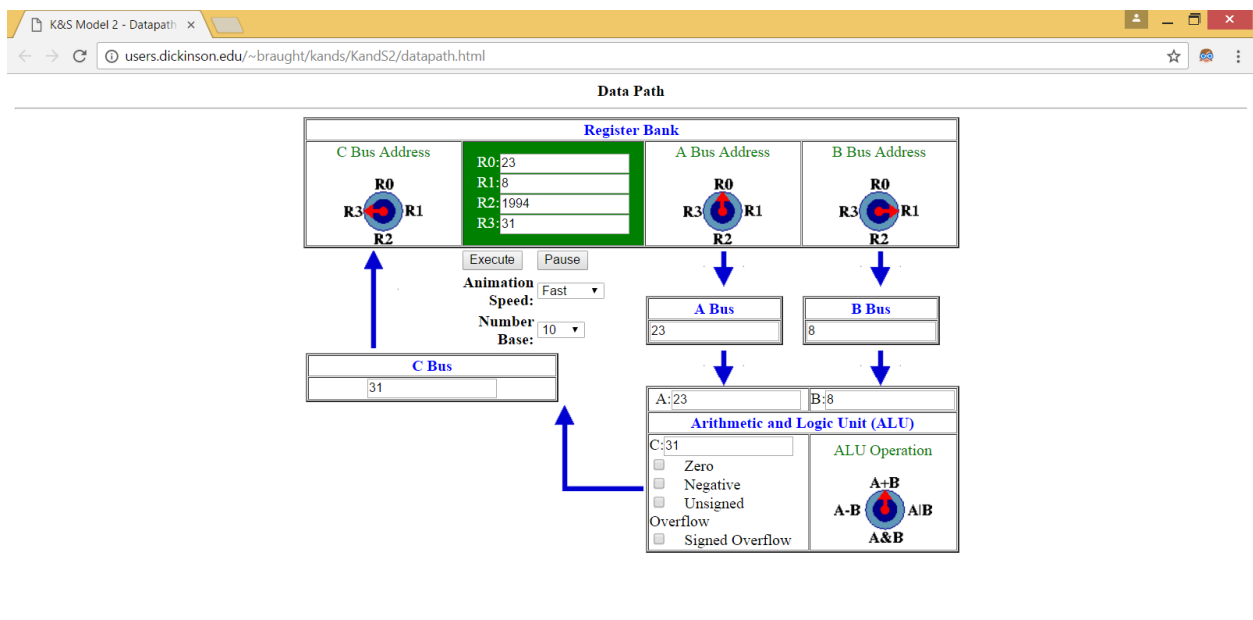 K&S Model 2 - Datapath
users.dickinson.edu/~braught/kands/KandS2/datapath.html
Data Path
Register Bank
C Bus Address
R0
R3 R1
R2
R0:23
R1:8
R2:1994
R3:31
A Bus Address
R0
R3 R1
R2
B Bus Address
R0
R3 R1
R2
Execute Pause
Animation Speed: Fast
Number Base: 10
A Bus
23
B Bus
8
C Bus
31
A:23 B:8
Arithmetic and Logic Unit (ALU)
C:31
Zero
Negative
Unsigned
Overflow
Signed Overflow
ALU Operation
A+B
A-B A|B
A&B